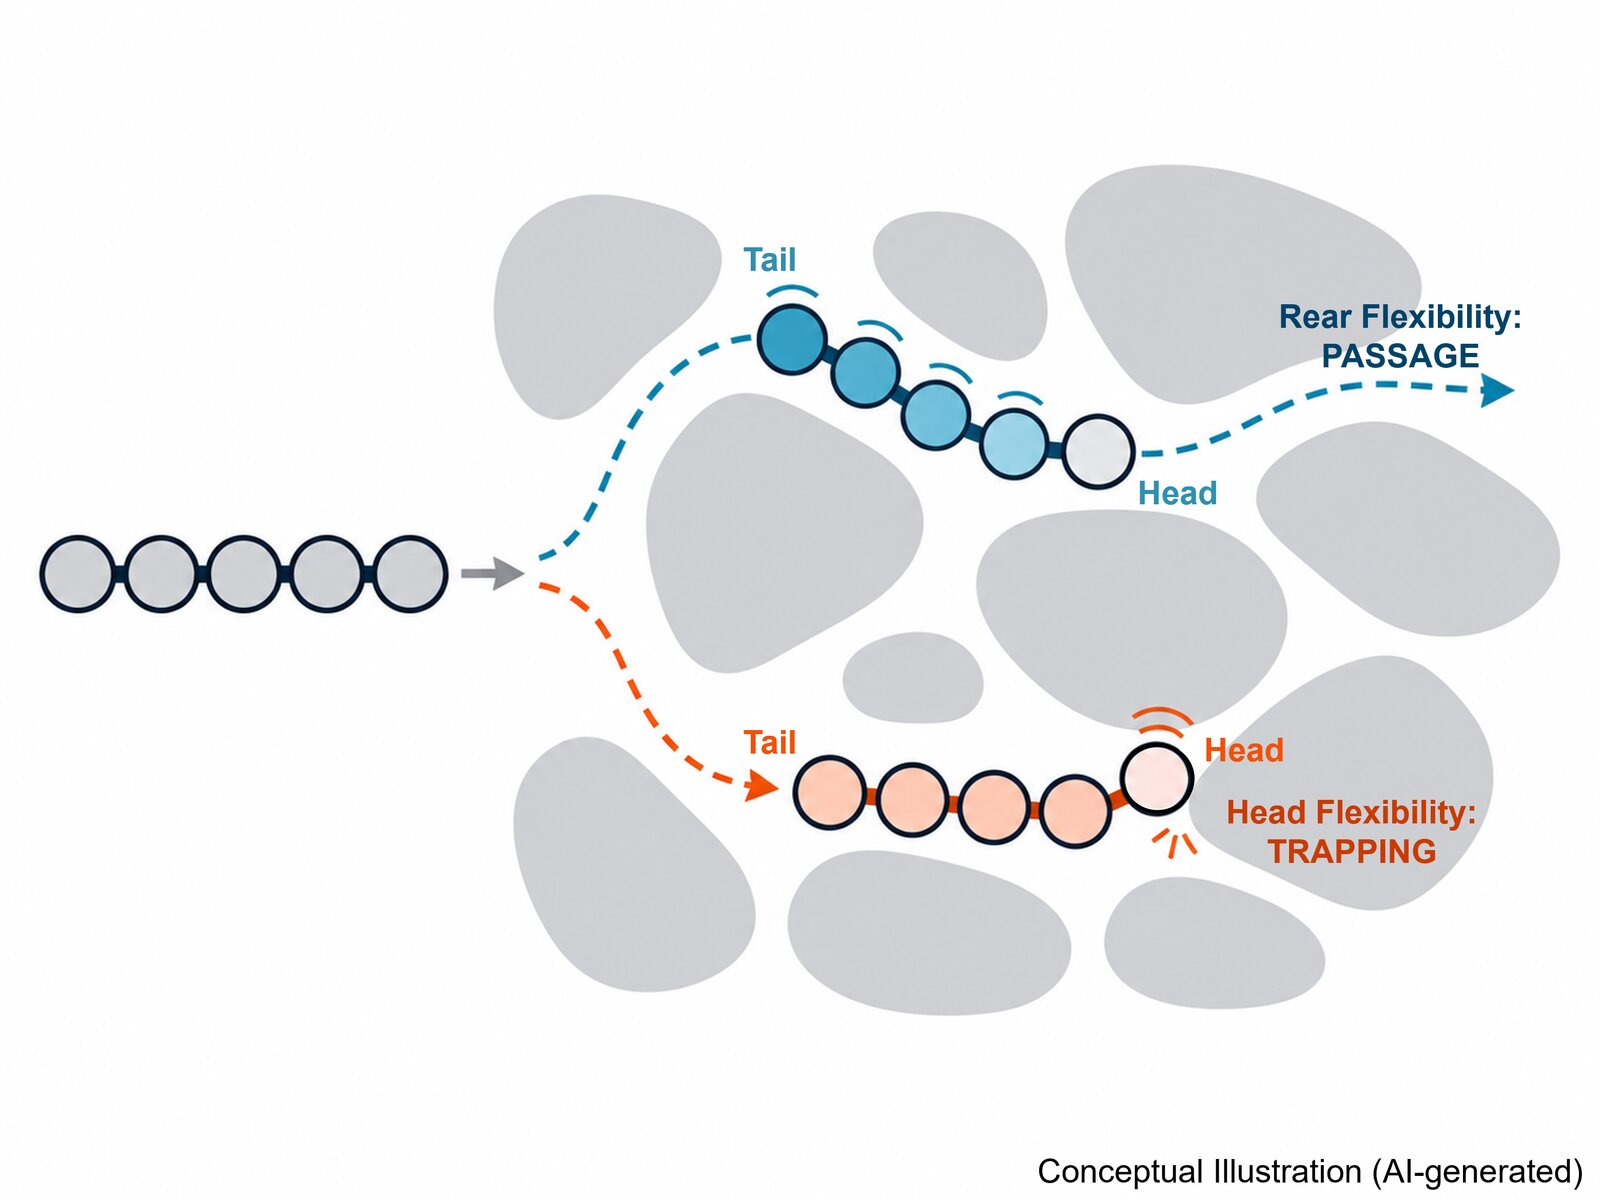 Tail
Rear Flexibility:
PASSAGE
Head
Tail
Head
Head Flexibility:
TRAPPING
Conceptual Illustration (AI-generated)